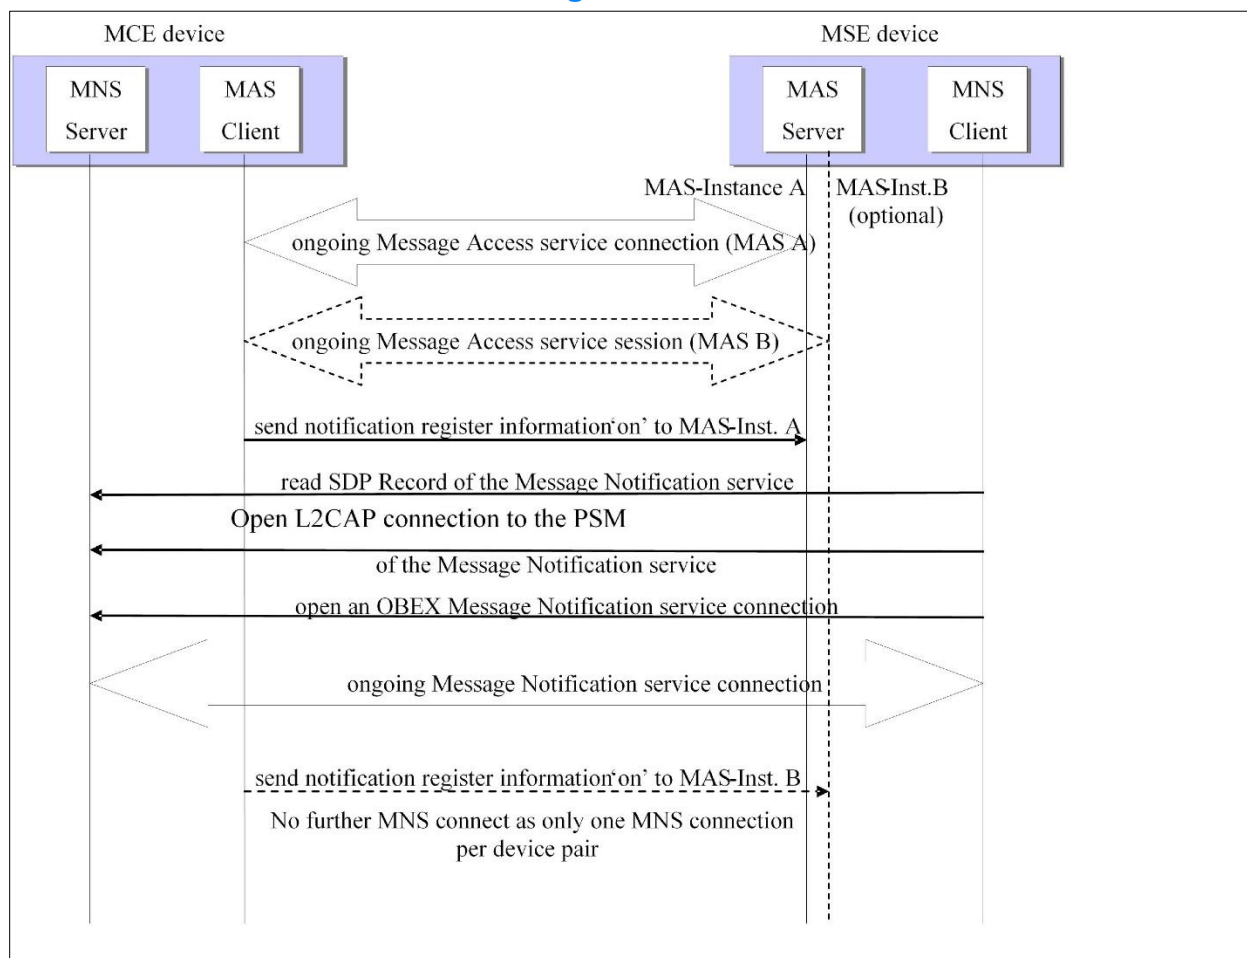 MCE device
MSE device
MNS
Server
MAS
Client
MAS
Server
MNS
Client
MAS-Instance A
MAS-Inst.B
(optional)
ongoing Message Access service connection (MAS A)
ongoing Message Access service session (MAS B)
send notification register information‘on’ to MAS-Inst. A
read SDP Record of the Message Notification service
Open L2CAP connection to the PSM
of the Message Notification service
open an OBEX Message Notification service connection
ongoing Message Notification service connection
send notification register information‘on’ to MAS-Inst. B
No further MNS connect as only one MNS connection
per device pair